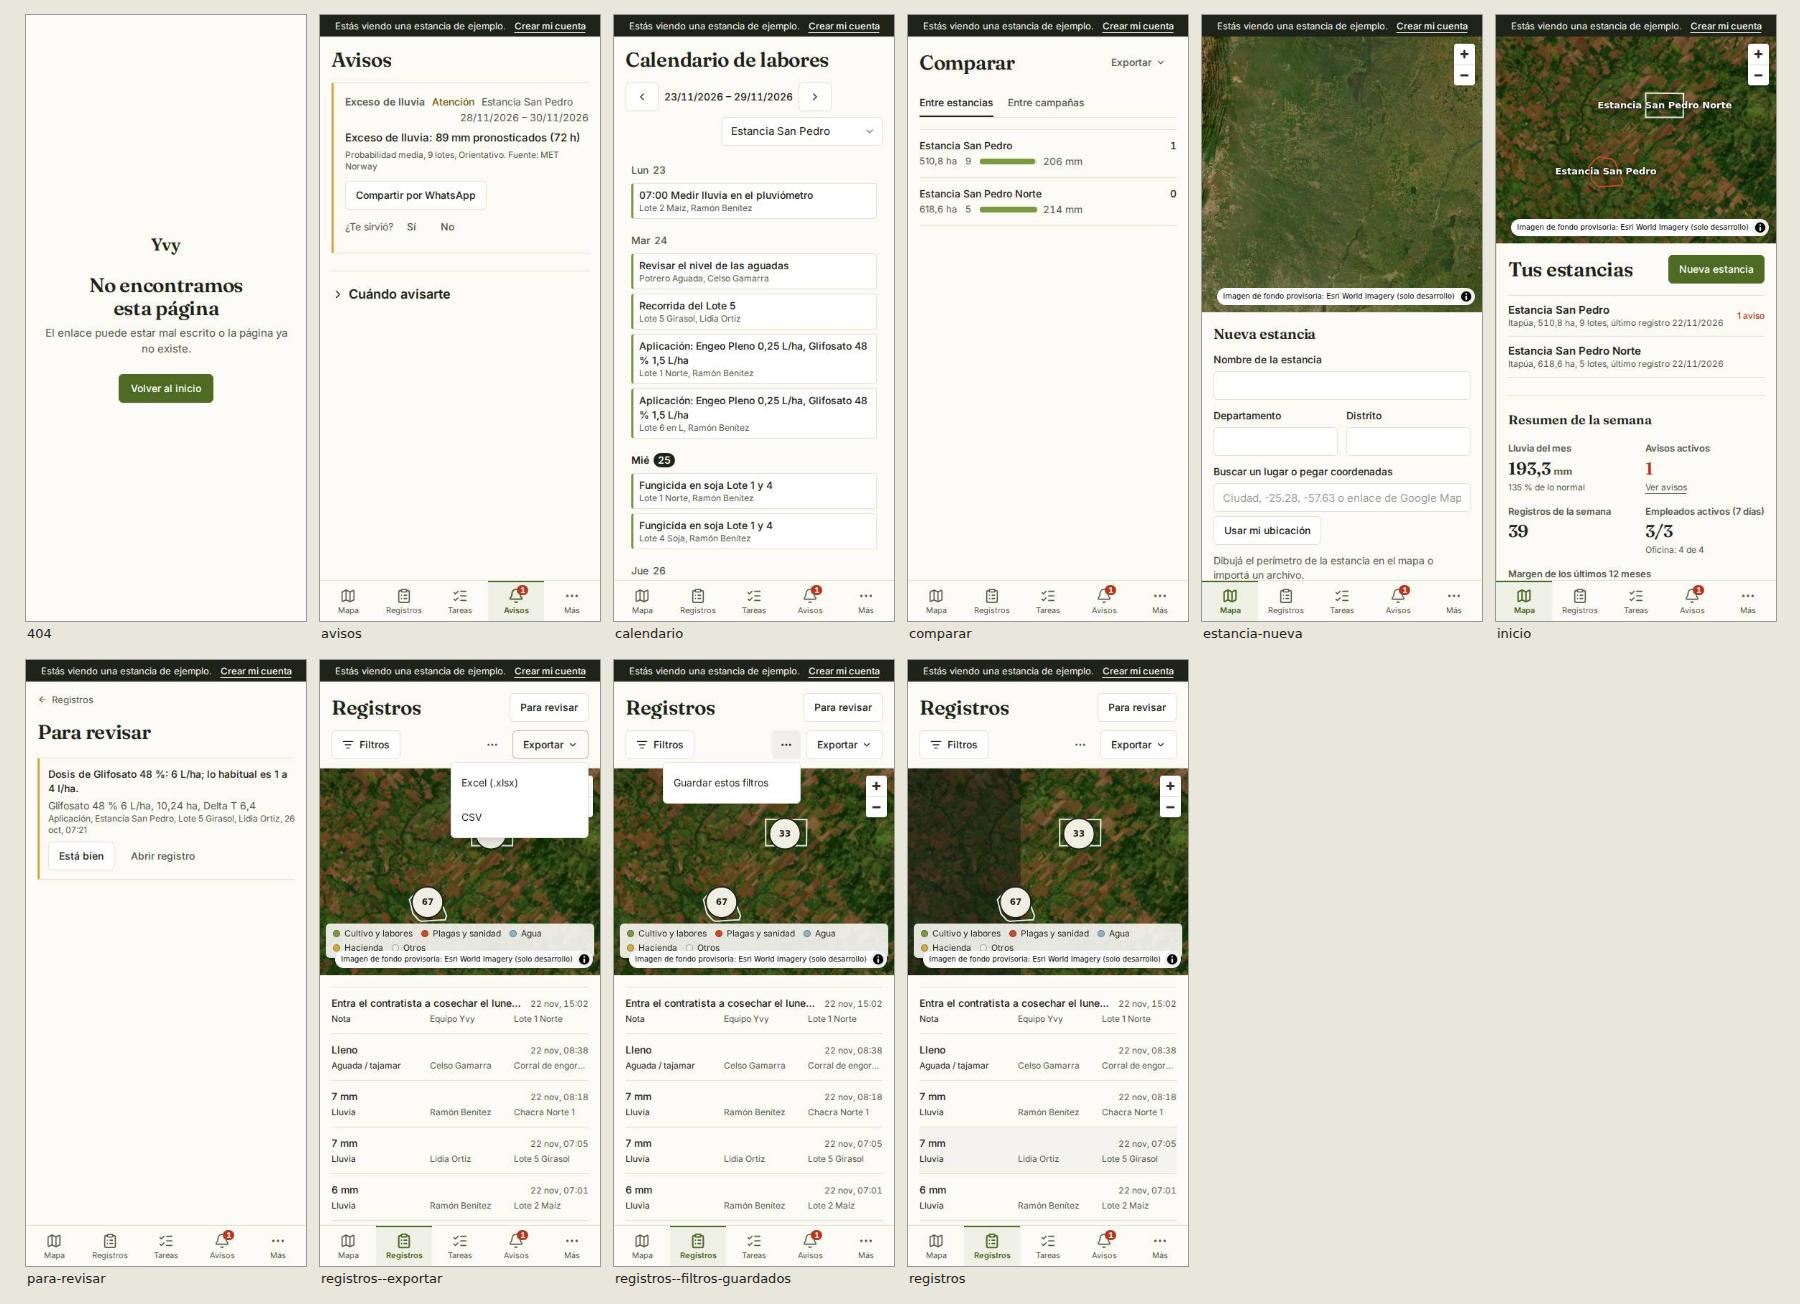 Yvy
No encontramos
esta página
El enlace puede estar mal escrito o la página ya
no existe.
Volver al inicio
404
Estás viendo una estancia de ejemplo. Crear mi cuenta
Avisos
Exceso de lluvia Atención Estancia San Pedro
28/11/2026 – 30/11/2026
Exceso de lluvia: 89 mm pronosticados (72 h)
Probabilidad media, 9 lotes, Orientativo. Fuente: MET
Norway
Compartir por WhatsApp
¿Te sirvió? Sí No
Cuándo avisarte
Mapa Registros Tareas Avisos 1 Más
avisos
Estás viendo una estancia de ejemplo. Crear mi cuenta
Calendario de labores
23/11/2026 – 29/11/2026
Estancia San Pedro
Lun 23
07:00 Medir lluvia en el pluviómetro
Lote 2 Maíz, Ramón Benítez
Mar 24
Revisar el nivel de las aguadas
Potrero Aguada, Celso Gamarra
Recorrida del Lote 5
Lote 5 Girasol, Lidia Ortiz
Aplicación: Engeo Pleno 0,25 L/ha, Glifosato 48
% 1,5 L/ha
Lote 1 Norte, Ramón Benítez
Aplicación: Engeo Pleno 0,25 L/ha, Glifosato 48
% 1,5 L/ha
Lote 6 en L, Ramón Benítez
Mié 25
Fungicida en soja Lote 1 y 4
Lote 1 Norte, Ramón Benítez
Fungicida en soja Lote 1 y 4
Lote 4 Soja, Ramón Benítez
Jue 26
Mapa Registros Tareas Avisos 1 Más
calendario
Estás viendo una estancia de ejemplo. Crear mi cuenta
Comparar
Exportar
Entre estancias Entre campañas
Estancia San Pedro 1
510,8 ha 9 206 mm
Estancia San Pedro Norte 0
618,6 ha 5 214 mm
Mapa Registros Tareas Avisos 1 Más
comparar
Estás viendo una estancia de ejemplo. Crear mi cuenta
+
−
Imagen de fondo provisoria: Esri World Imagery (solo desarrollo)
Nueva estancia
Nombre de la estancia
Departamento Distrito
Buscar un lugar o pegar coordenadas
Ciudad, -25.28, -57.63 o enlace de Google Map
Usar mi ubicación
Dibujá el perímetro de la estancia en el mapa o
importá un archivo.
Mapa Registros Tareas Avisos 1 Más
estancia-nueva
Estás viendo una estancia de ejemplo. Crear mi cuenta
+
−
Estancia San Pedro Norte
Estancia San Pedro
Imagen de fondo provisoria: Esri World Imagery (solo desarrollo)
Tus estancias
Nueva estancia
Estancia San Pedro
Itapúa, 510,8 ha, 9 lotes, último registro 22/11/2026
1 aviso
Estancia San Pedro Norte
Itapúa, 618,6 ha, 5 lotes, último registro 22/11/2026
Resumen de la semana
Lluvia del mes Avisos activos
193,3 mm 1
135 % de lo normal Ver avisos
Registros de la semana Empleados activos (7 días)
39 3/3
Oficina: 4 de 4
Margen de los últimos 12 meses
Mapa Registros Tareas Avisos 1 Más
inicio
Estás viendo una estancia de ejemplo. Crear mi cuenta
Registros
Para revisar
Dosis de Glifosato 48 %: 6 L/ha; lo habitual es 1 a
4 l/ha.
Glifosato 48 % 6 L/ha, 10,24 ha, Delta T 6,4
Aplicación, Estancia San Pedro, Lote 5 Girasol, Lidia Ortiz, 26
oct, 07:21
Está bien Abrir registro
Mapa Registros Tareas Avisos 1 Más
para-revisar
Estás viendo una estancia de ejemplo. Crear mi cuenta
Registros Para revisar
Filtros ... Exportar
Excel (.xlsx)
CSV
67
Cultivo y labores Plagas y sanidad Agua
Hacienda Otros
Imagen de fondo provisoria: Esri World Imagery (solo desarrollo)
Entra el contratista a cosechar el lune... 22 nov, 15:02
Nota Equipo Yvy Lote 1 Norte
Lleno 22 nov, 08:38
Aguada / tajamar Celso Gamarra Corral de engor...
7 mm 22 nov, 08:18
Lluvia Ramón Benítez Chacra Norte 1
7 mm 22 nov, 07:05
Lluvia Lidia Ortiz Lote 5 Girasol
6 mm 22 nov, 07:01
Lluvia Ramón Benítez Lote 2 Maíz
Mapa Registros Tareas Avisos 1 Más
registros--exportar
Estás viendo una estancia de ejemplo. Crear mi cuenta
Registros Para revisar
Filtros ... Exportar
Guardar estos filtros
+
−
33
67
Cultivo y labores Plagas y sanidad Agua
Hacienda Otros
Imagen de fondo provisoria: Esri World Imagery (solo desarrollo)
Entra el contratista a cosechar el lune... 22 nov, 15:02
Nota Equipo Yvy Lote 1 Norte
Lleno 22 nov, 08:38
Aguada / tajamar Celso Gamarra Corral de engor...
7 mm 22 nov, 08:18
Lluvia Ramón Benítez Chacra Norte 1
7 mm 22 nov, 07:05
Lluvia Lidia Ortiz Lote 5 Girasol
6 mm 22 nov, 07:01
Lluvia Ramón Benítez Lote 2 Maíz
Mapa Registros Tareas Avisos 1 Más
registros--filtros-guardados
Estás viendo una estancia de ejemplo. Crear mi cuenta
Registros Para revisar
Filtros ... Exportar
+
−
33
67
Cultivo y labores Plagas y sanidad Agua
Hacienda Otros
Imagen de fondo provisoria: Esri World Imagery (solo desarrollo)
Entra el contratista a cosechar el lune... 22 nov, 15:02
Nota Equipo Yvy Lote 1 Norte
Lleno 22 nov, 08:38
Aguada / tajamar Celso Gamarra Corral de engor...
7 mm 22 nov, 08:18
Lluvia Ramón Benítez Chacra Norte 1
7 mm 22 nov, 07:05
Lluvia Lidia Ortiz Lote 5 Girasol
6 mm 22 nov, 07:01
Lluvia Ramón Benítez Lote 2 Maíz
Mapa Registros Tareas Avisos 1 Más
registros